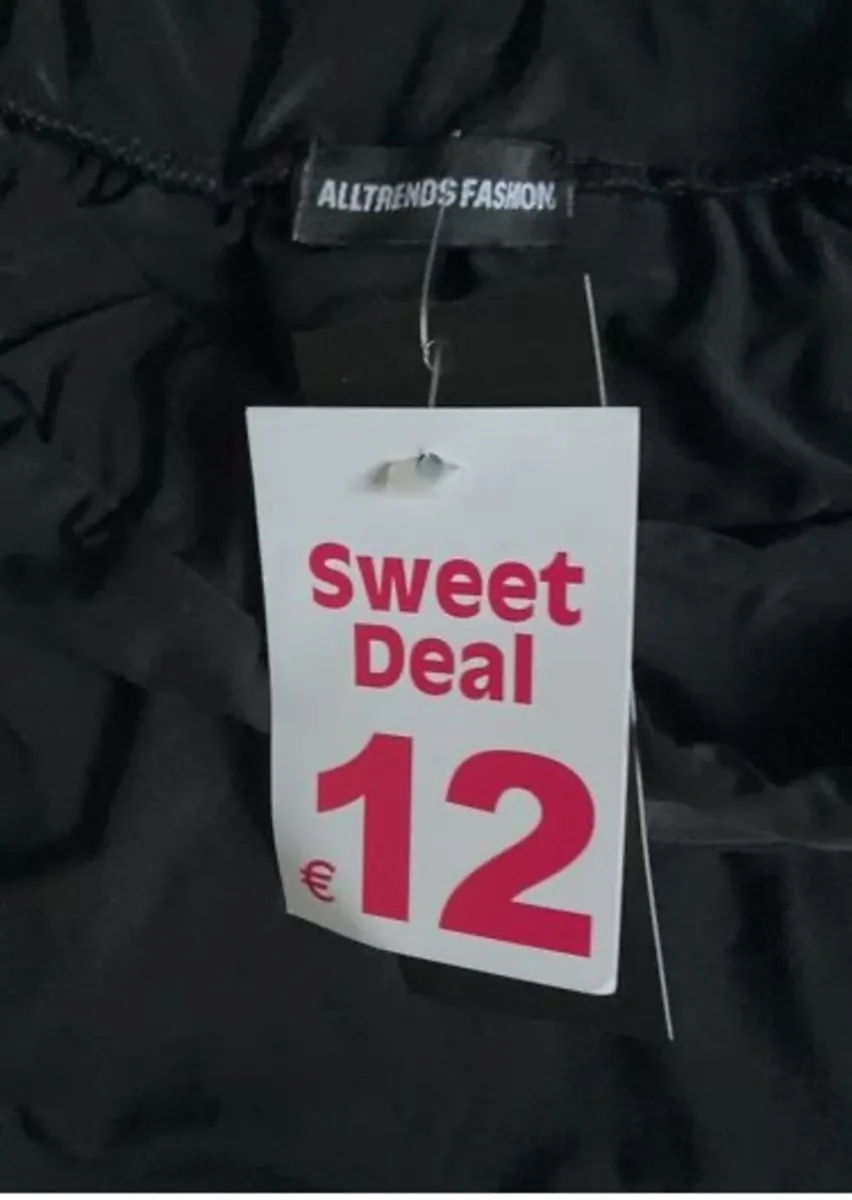 ALLTRENDS FASHION
Sweet
Deal
€ 12